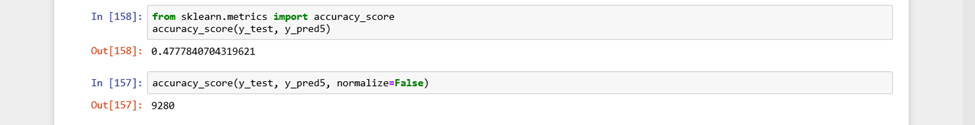 In [158]: from sklearn.metrics import accuracy_score
accuracy_score(y_test, y_pred5)
Out[158]: 0.4777840704319621
In [157]: accuracy_score(y_test, y_pred5, normalize=False)
Out[157]: 9280